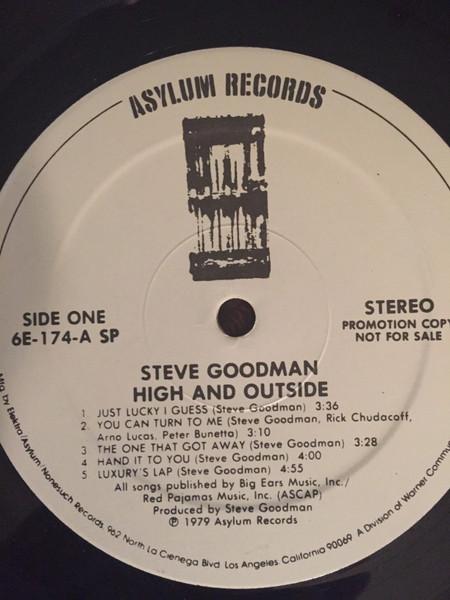 ASYLUM RECORDS
SIDE ONE
6E-174-A SP
STEREO
PROMOTION COPY
NOT FOR SALE
STEVE GOODMAN
HIGH AND OUTSIDE
1. JUST LUCKY I GUESS (Steve Goodman) 3:36
2. YOU CAN TURN TO ME (Steve Goodman, Rick Chudacoff,
Arno Lucas, Peter Bunetta) 3:10
3 THE ONE THAT GOT AWAY (Steve Goodman) 3:28
4 HAND IT TO YOU (Steve Goodman) 4:00
5 LUXURY'S LAP (Steve Goodman) 4:55
All songs published by Big Ears Music, Inc./
Red Pajamas Music, Inc. (ASCAP)
Produced by Steve Goodman
℗ 1979 Asylum Records
Mfg. by Elektra/Asylum/Nonesuch Records, 962 North La Cienega Blvd. Los Angeles, California 90069 A Division of Warner